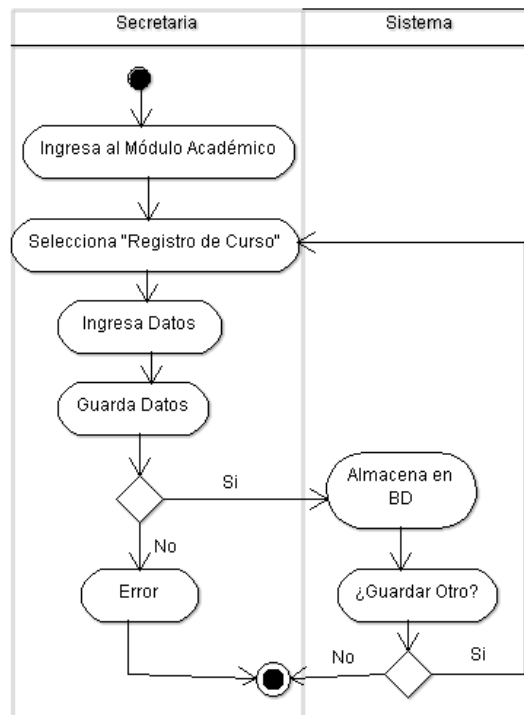 Secretaria
Sistema
Ingresa al Módulo Académico
Selecciona "Registro de Curso"
Ingresa Datos
Guarda Datos
Si
Almacena en
BD
No
Error
¿Guardar Otro?
No
Si